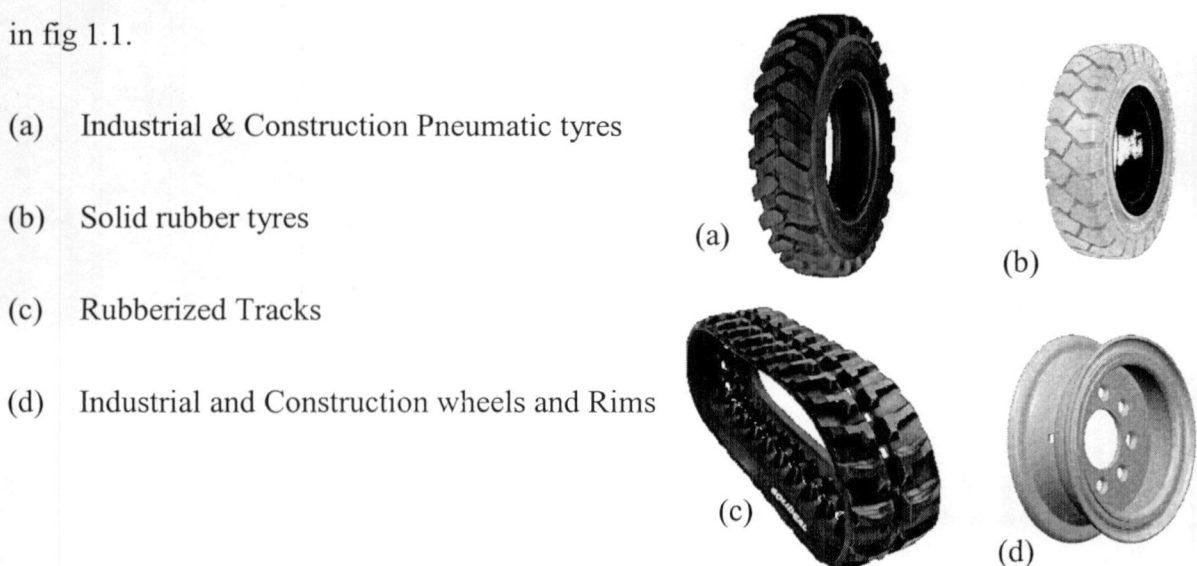 in fig 1.1.
(a) Industrial & Construction Pneumatic tyres
(b) Solid rubber tyres
(c) Rubberized Tracks
(d) Industrial and Construction wheels and Rims
(a)
(b)
(c)
(d)
SOLIDEAL